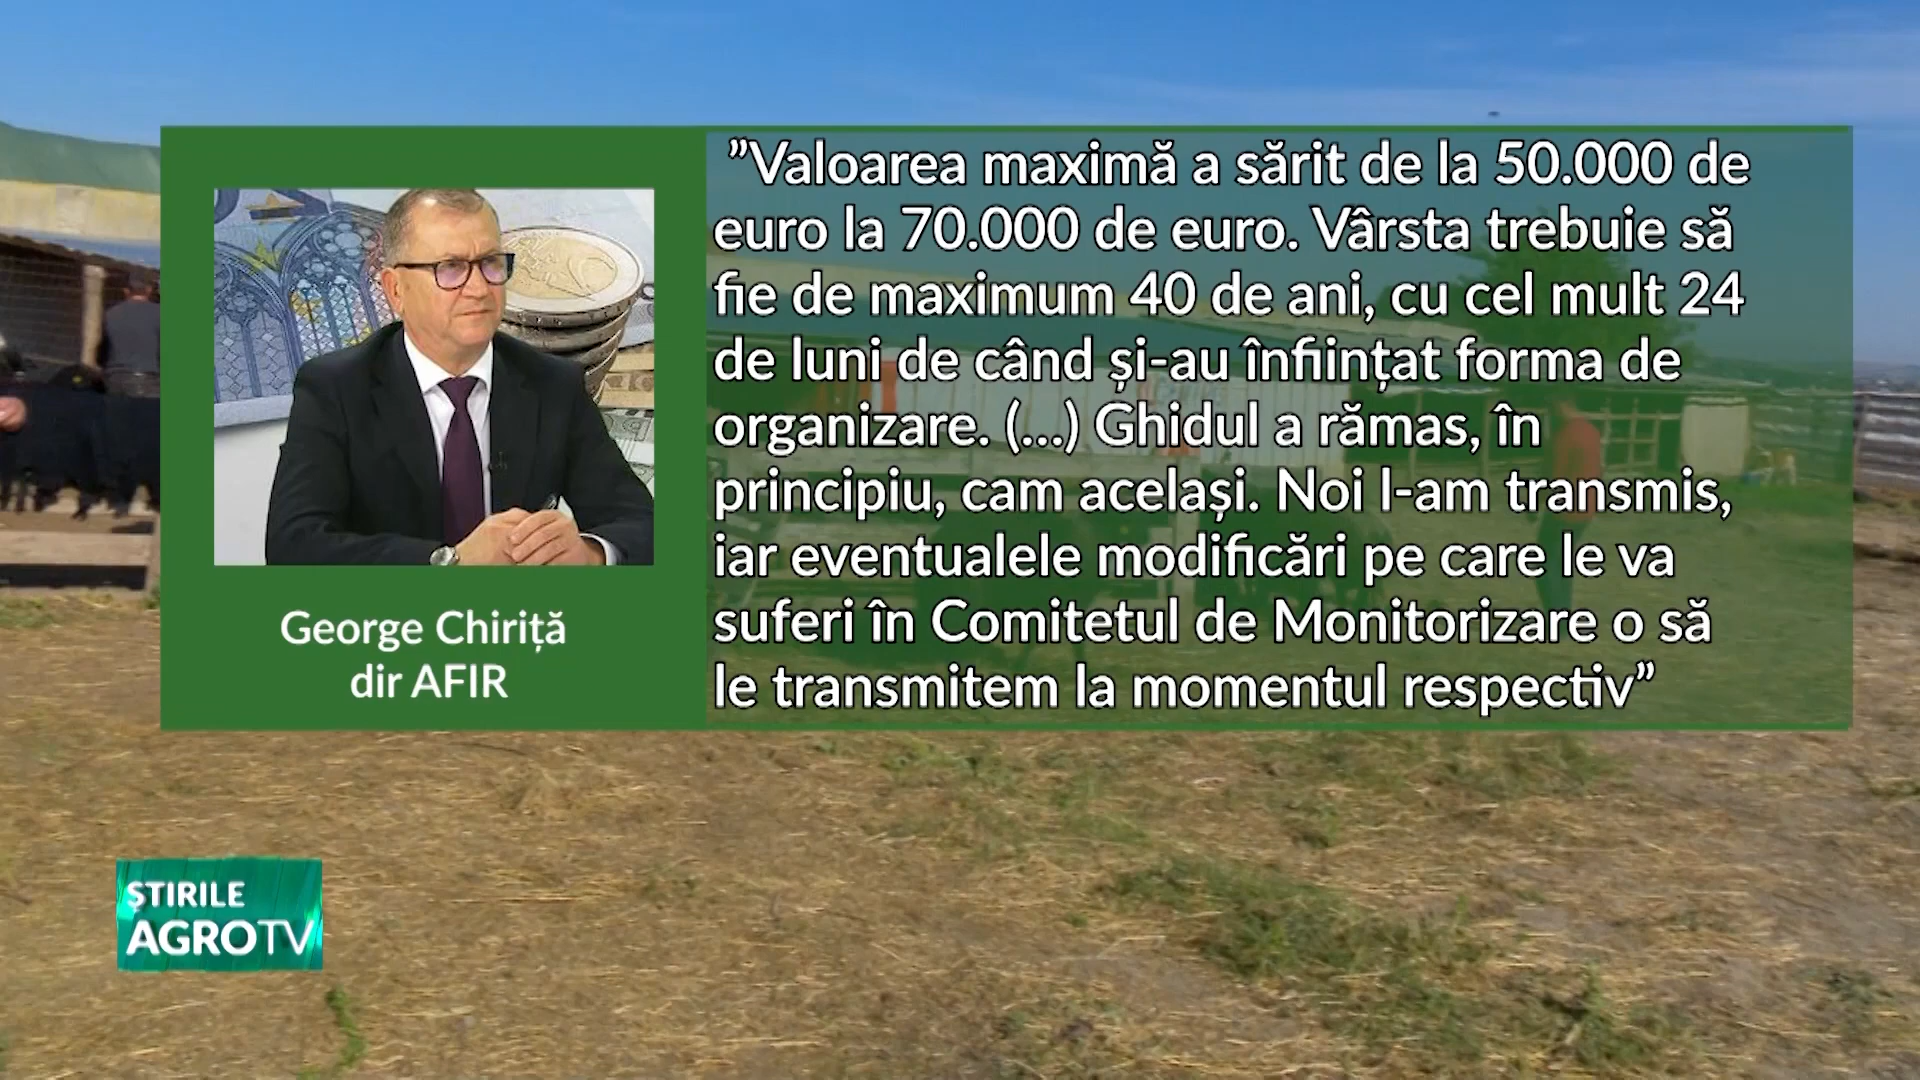 ”Valoarea maximă a sărit de la 50.000 de
euro la 70.000 de euro. Vârsta trebuie să
fie de maximum 40 de ani, cu cel mult 24
de luni de când și-au înființat forma de
organizare. (...) Ghidul a rămas, în
principiu, cam același. Noi l-am transmis,
iar eventualele modificări pe care le va
suferi în Comitetul de Monitorizare o să
le transmitem la momentul respectiv”
George Chiriță
dir AFIR
ȘTIRILE
AGROTV